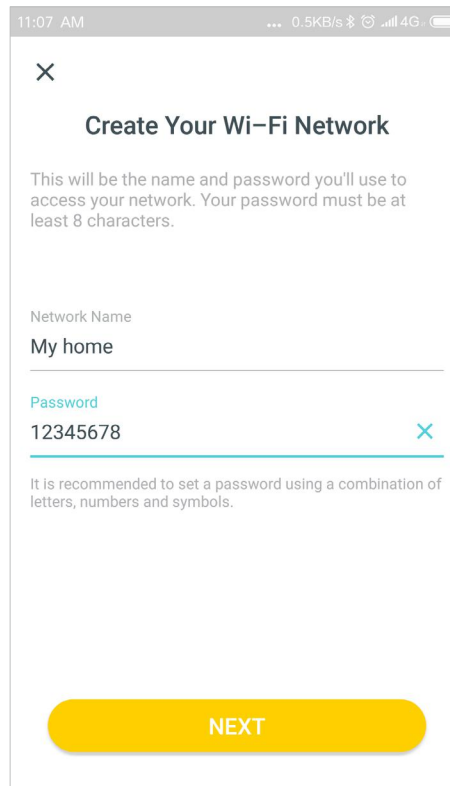 11:07 AM ... 0.5KB/s 4G
Create Your Wi-Fi Network
This will be the name and password you'll use to
access your network. Your password must be at
least 8 characters.
Network Name
My home
Password
12345678
It is recommended to set a password using a combination of
letters, numbers and symbols.
NEXT